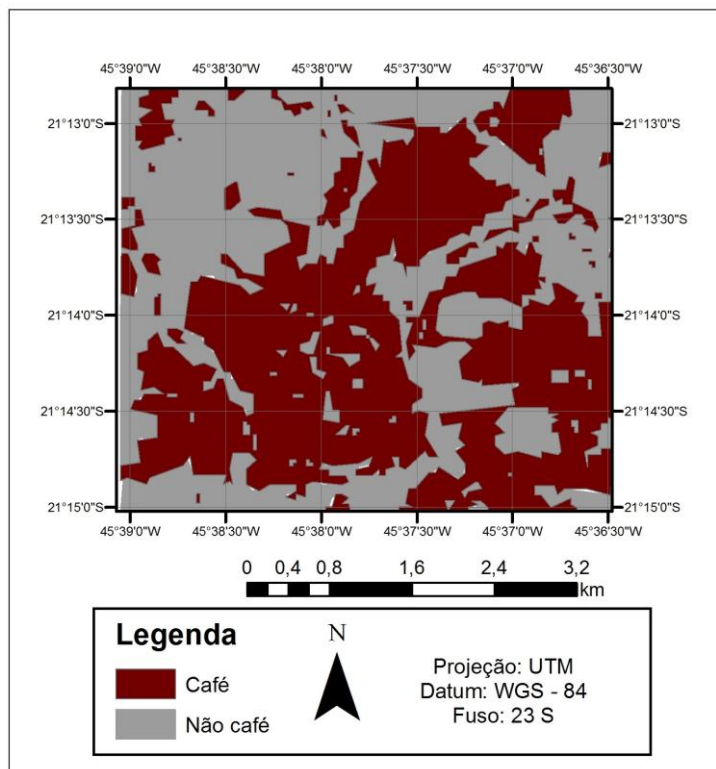 45°39'0"W 45°38'30"W 45°38'0"W 45°37'30"W 45°37'0"W 45°36'30"W
21°13'0"S 21°13'0"S
21°13'30"S 21°13'30"S
21°14'0"S 21°14'0"S
21°14'30"S 21°14'30"S
21°15'0"S 21°15'0"S
45°39'0"W 45°38'30"W 45°38'0"W 45°37'30"W 45°37'0"W 45°36'30"W
0 0,4 0,8 1,6 2,4 3,2
km
Legenda
Café
Não café
N
Projeção: UTM
Datum: WGS - 84
Fuso: 23 S